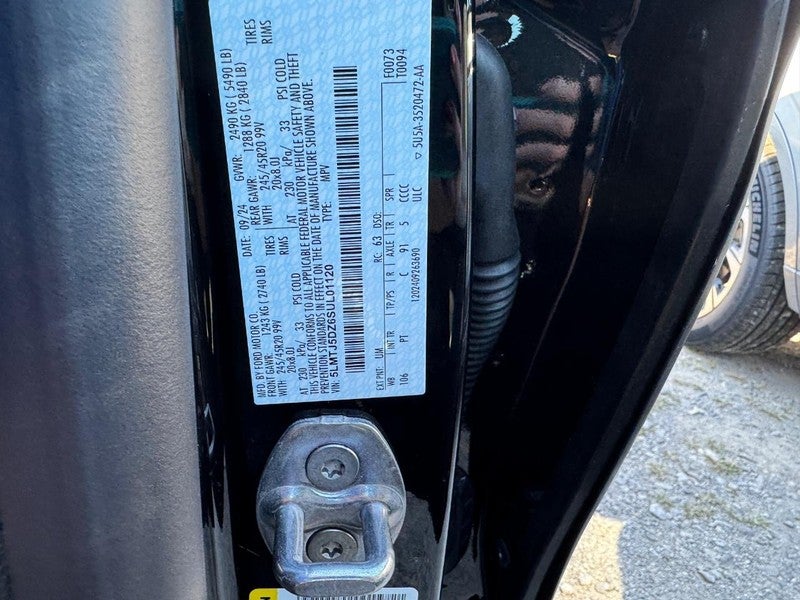 MFD. BY FORD MOTOR CO.
DATE: 09/24 GVWR: 2490 KG ( 5490 LB)
FRONT GAWR: 1243 KG ( 2740 LB) REAR GAWR: 1288 KG ( 2840 LB)
WITH 245/45R20 99V TIRES WITH 245/45R20 99V TIRES
20x8.0J RIMS 20x8.0J RIMS
AT 230 kPa/ 33 PSI COLD AT 230 kPa/ 33 PSI COLD
THIS VEHICLE CONFORMS TO ALL APPLICABLE FEDERAL MOTOR VEHICLE SAFETY AND THEFT
PREVENTION STANDARDS IN EFFECT ON THE DATE OF MANUFACTURE SHOWN ABOVE.
VIN: 5LMTJ5DZ6SUL01120 TYPE: MPV
EXT PNT: UM RC: 63 DSO: F0073
T0094
WB INT TR TP/PS R AXLE TR SPR
106 PT C 91 5 CCCC
1202409263690 ULC 5U5A-3520472-AA
MICHELIN